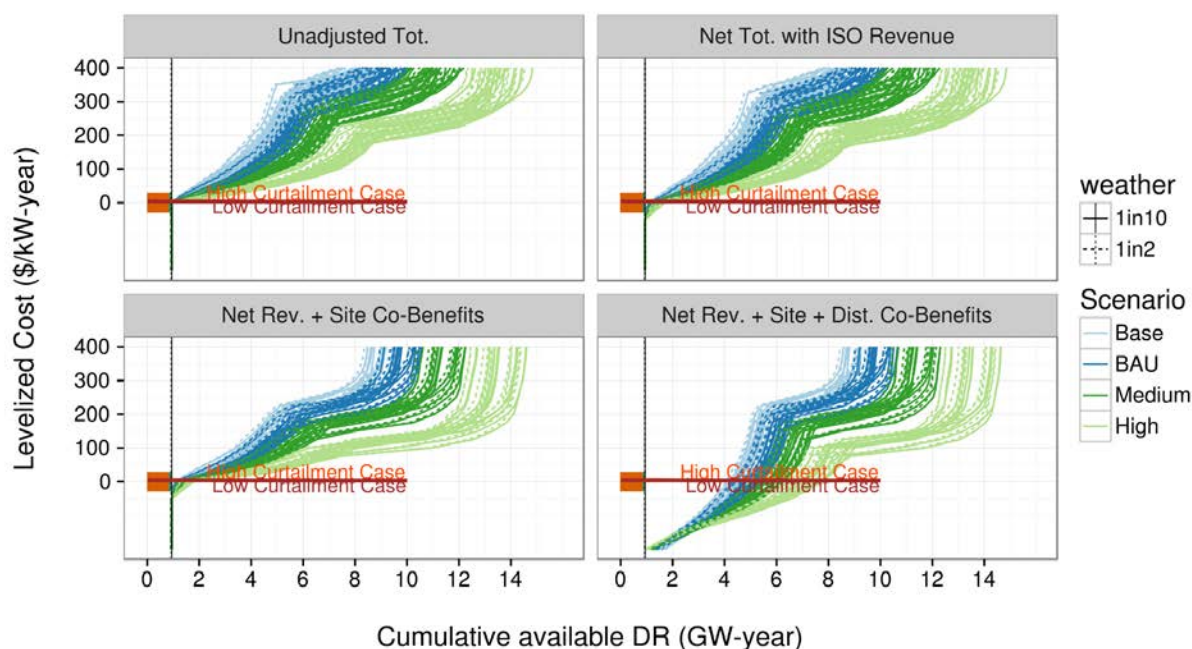 Unadjusted Tot.
Net Tot. with ISO Revenue
400
300
200
100
0
High Curtailment Case
Low Curtailment Case
High Curtailment Case
Low Curtailment Case
Net Rev. + Site Co-Benefits
Net Rev. + Site + Dist. Co-Benefits
400
300
200
100
0
High Curtailment Case
Low Curtailment Case
High Curtailment Case
Low Curtailment Case
0 2 4 6 8 10 12 14
0 2 4 6 8 10 12 14
Levelized Cost ($/kW-year)
Cumulative available DR (GW-year)
weather
1in10
1in2
Scenario
Base
BAU
Medium
High